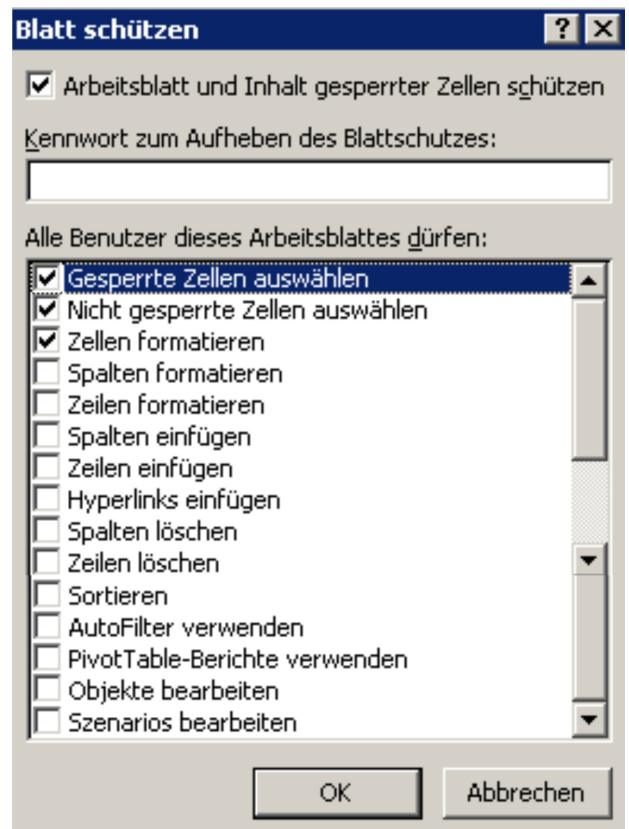 Blatt schützen
Arbeitsblatt und Inhalt gesperrter Zellen schützen
Kennwort zum Aufheben des Blattschutzes:
Alle Benutzer dieses Arbeitsblattes dürfen:
Gesperrte Zellen auswählen
Nicht gesperrte Zellen auswählen
Zellen formatieren
Spalten formatieren
Zeilen formatieren
Spalten einfügen
Zeilen einfügen
Hyperlinks einfügen
Spalten löschen
Zeilen löschen
Sortieren
AutoFilter verwenden
PivotTable-Berichte verwenden
Objekte bearbeiten
Szenarios bearbeiten
OK Abbrechen